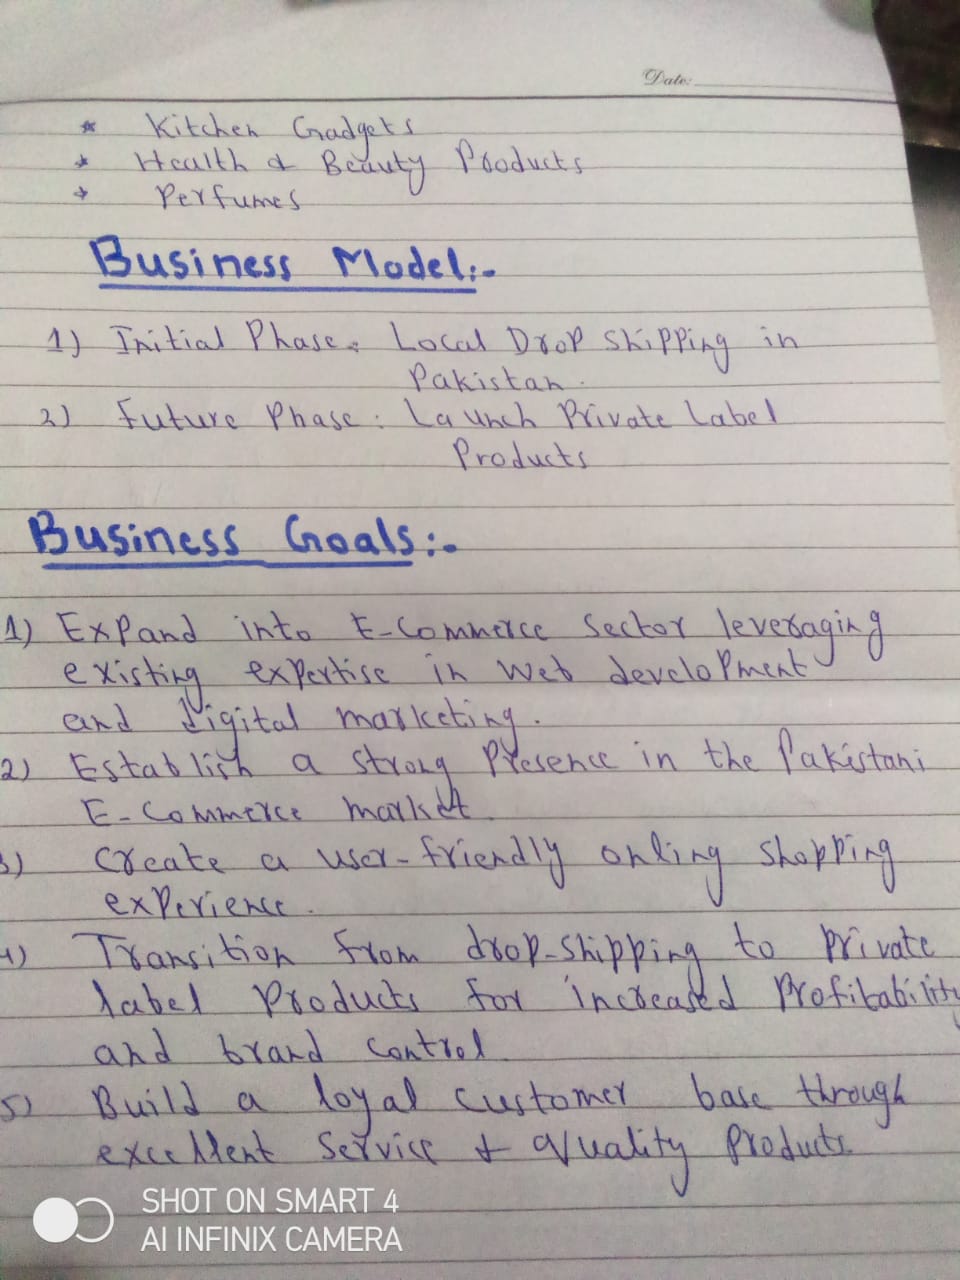 Date:
* Kitchen Gadgets
* Health & Beauty Products
* Perfumes
Business Model:-
1) Initial Phase: Local Drop shipping in
Pakistan.
2) Future Phase: Launch Private Label
Products
Business Goals:-
1) Expand into E-Commerce Sector leveraging
existing expertise in web development
and digital marketing.
2) Establish a strong Presence in the Pakistani
E-Commerce market.
3) Create a user-friendly onling shopping
experience.
4) Transition from drop-shipping to private
label Products for increased Profitability
and brand control.
5) Build a loyal customer base through
excellent Service & quality Products.
SHOT ON SMART 4
AI INFINIX CAMERA